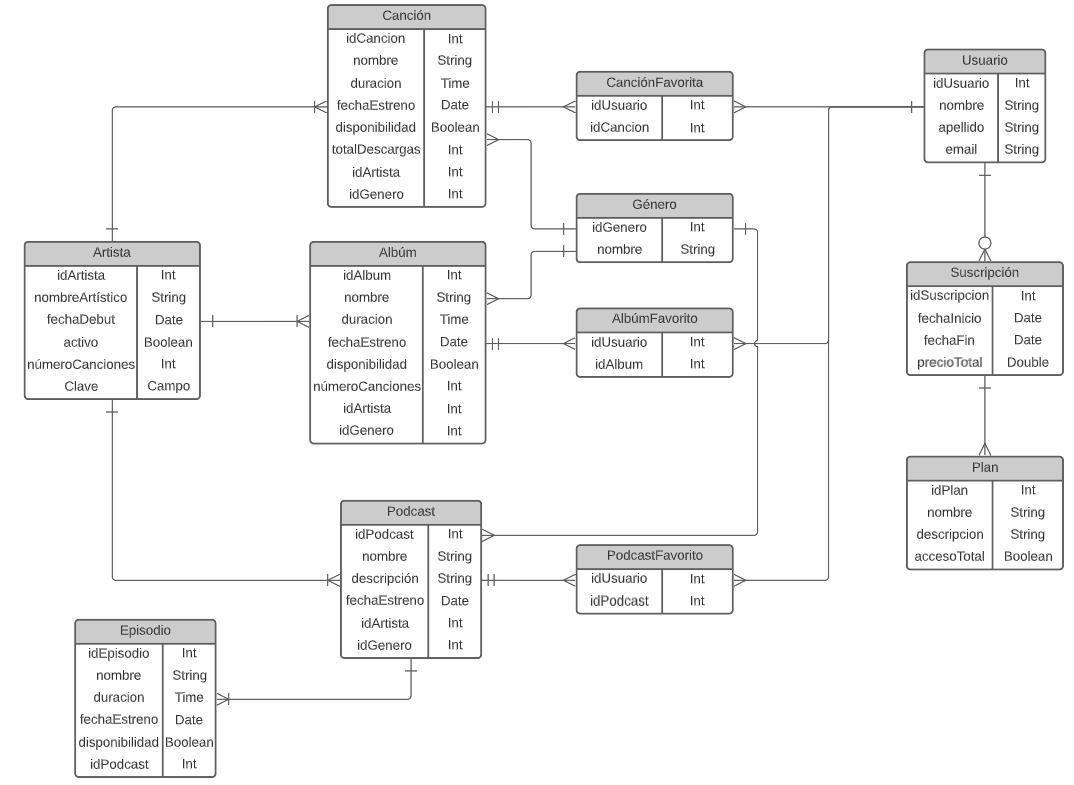 Canción
idCancion Int
nombre String
duracion Time
fechaEstreno Date
disponibilidad Boolean
totalDescargas Int
idArtista Int
idGenero Int
CanciónFavorita
idUsuario Int
idCancion Int
Usuario
idUsuario Int
nombre String
apellido String
email String
Género
idGenero Int
nombre String
Artista
idArtista Int
nombreArtístico String
fechaDebut Date
activo Boolean
númeroCanciones Int
Clave Campo
Albúm
idAlbum Int
nombre String
duracion Time
fechaEstreno Date
disponibilidad Boolean
númeroCanciones Int
idArtista Int
idGenero Int
AlbúmFavorito
idUsuario Int
idAlbum Int
Suscripción
idSuscripcion Int
fechaInicio Date
fechaFin Date
precioTotal Double
Plan
idPlan Int
nombre String
descripcion String
accesoTotal Boolean
Podcast
idPodcast Int
nombre String
descripción String
fechaEstreno Date
idArtista Int
idGenero Int
PodcastFavorito
idUsuario Int
idPodcast Int
Episodio
idEpisodio Int
nombre String
duracion Time
fechaEstreno Date
disponibilidad Boolean
idPodcast Int